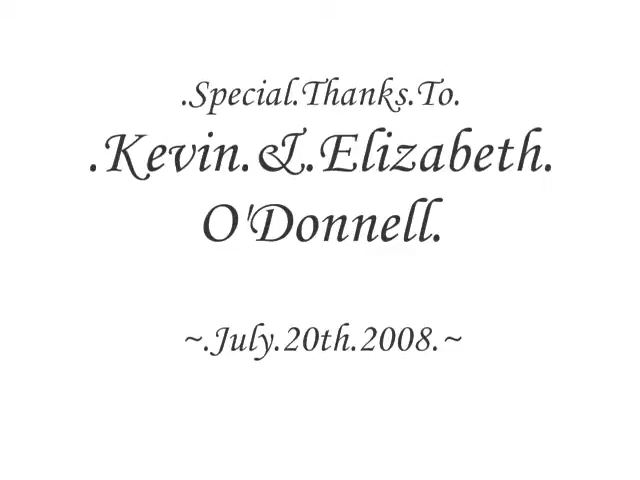 .Special.Thanks.To.
.Kevin.&.Elizabeth.
O'Donnell.
~.July.20th.2008.~